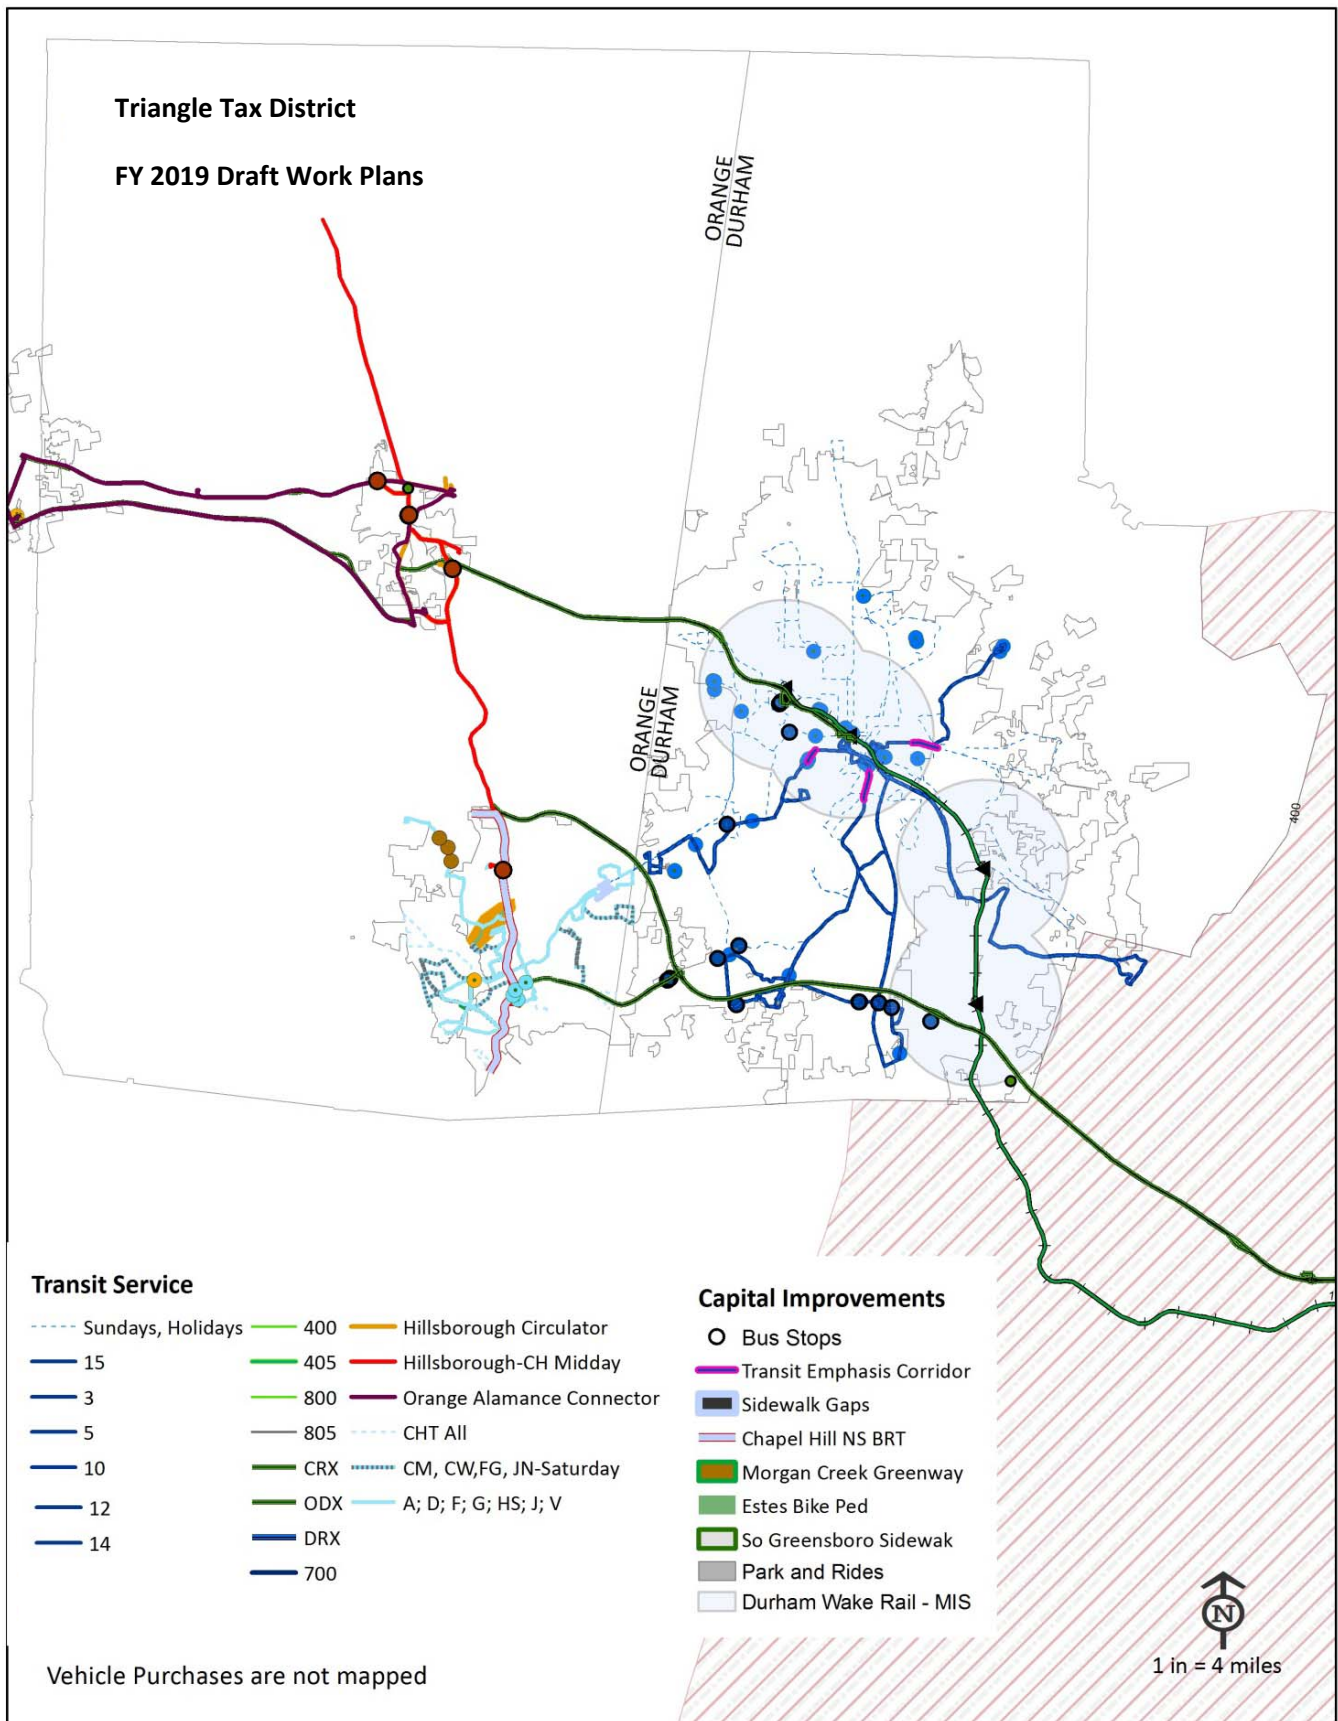 Triangle Tax District
FY 2019 Draft Work Plans
ORANGE
DURHAM
ORANGE
DURHAM
400
Transit Service
Sundays, Holidays
15
3
5
10
12
14
400
405
800
805
CRX
ODX
DRX
700
Hillsborough Circulator
Hillsborough-CH Midday
Orange Alamance Connector
CHT All
CM, CW,FG, JN-Saturday
A; D; F; G; HS; J; V
Capital Improvements
Bus Stops
Transit Emphasis Corridor
Sidewalk Gaps
Chapel Hill NS BRT
Morgan Creek Greenway
Estes Bike Ped
So Greensboro Sidewak
Park and Rides
Durham Wake Rail - MIS
N
1 in = 4 miles
Vehicle Purchases are not mapped